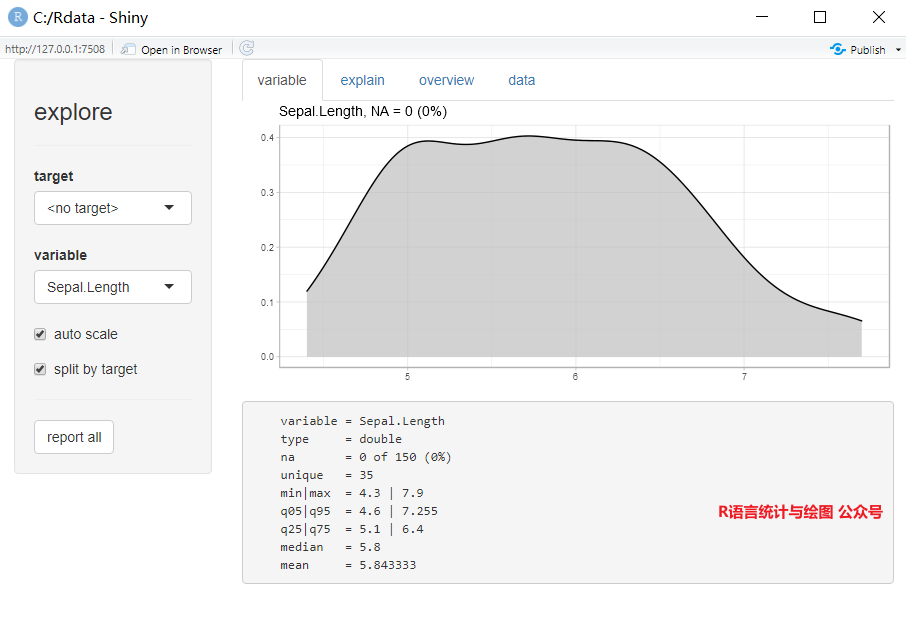 R C:/Rdata - Shiny
http://127.0.0.1:7508 Open in Browser Publish
explore
target
<no target>
variable
Sepal.Length
auto scale
split by target
report all
variable explain overview data
Sepal.Length, NA = 0 (0%)
0.4
0.3
0.2
0.1
0.0
5 6 7
variable = Sepal.Length
type = double
na = 0 of 150 (0%)
unique = 35
min|max = 4.3 | 7.9
q05|q95 = 4.6 | 7.255
q25|q75 = 5.1 | 6.4
median = 5.8
mean = 5.843333
R语言统计与绘图 公众号